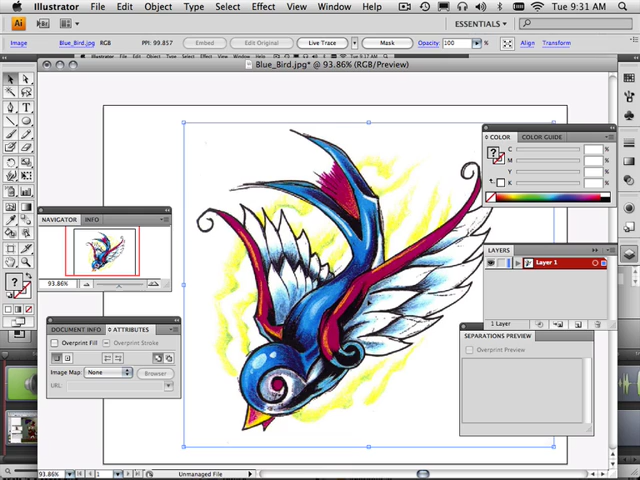 Illustrator File Edit Object Type Select Effect View Window Help Tue 9:31 AM
Ai Br ESSENTIALS
Image Blue_Bird.jpg RGB PPI: 99.857 Embed Edit Original Live Trace Mask Opacity: 100 Align Transform
Blue_Bird.jpg* @ 93.86% (RGB/Preview)
COLOR COLOR GUIDE
C %
M %
Y %
K %
NAVIGATOR INFO
93.86%
LAYERS
Layer 1
1 Layer
DOCUMENT INFO ATTRIBUTES
Overprint Fill Overprint Stroke
Image Map: None Browser
URL:
SEPARATIONS PREVIEW
Overprint Preview
93.86% 1 Unmanaged File